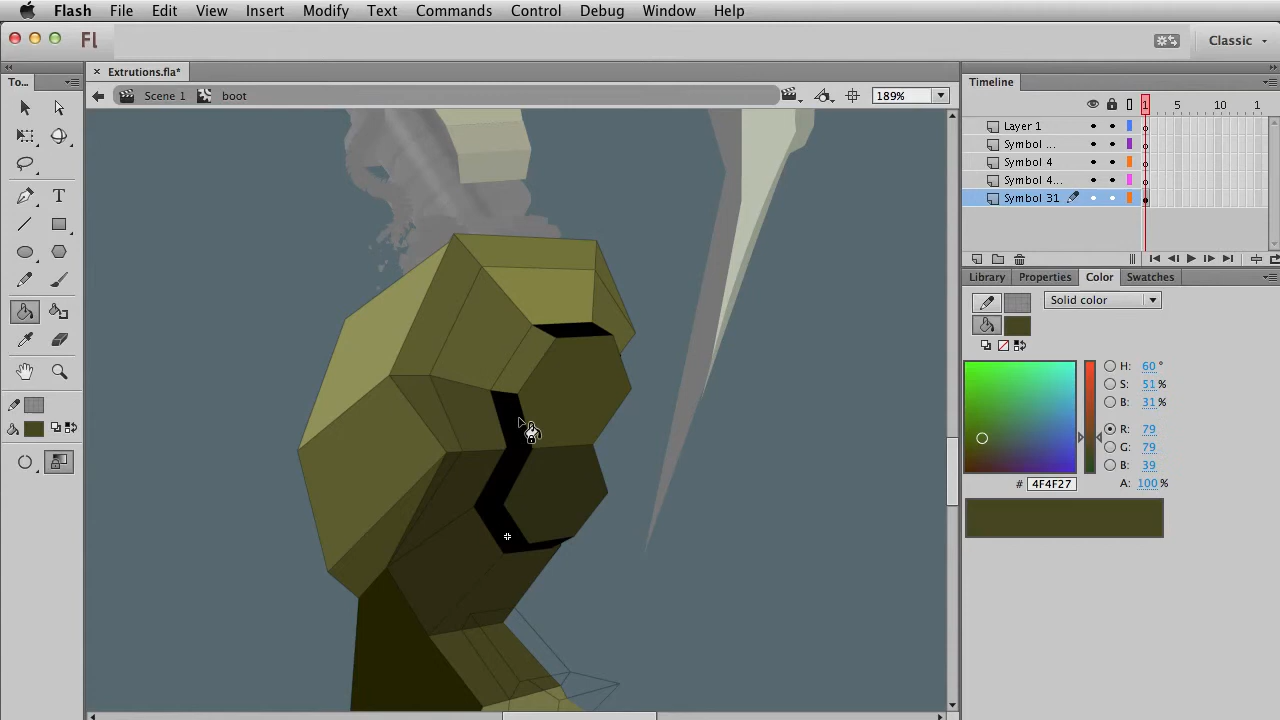 Flash File Edit View Insert Modify Text Commands Control Debug Window Help
Fl Classic
To... Extrutions.fla* Timeline
Scene 1 boot 189%
1 5 10 1
Layer 1
Symbol ...
Symbol 4
Symbol 4...
Symbol 31
Library Properties Color Swatches
Solid color
T
H: 60 °
S: 51 %
B: 31 %
R: 79
G: 79
B: 39
# 4F4F27 A: 100 %